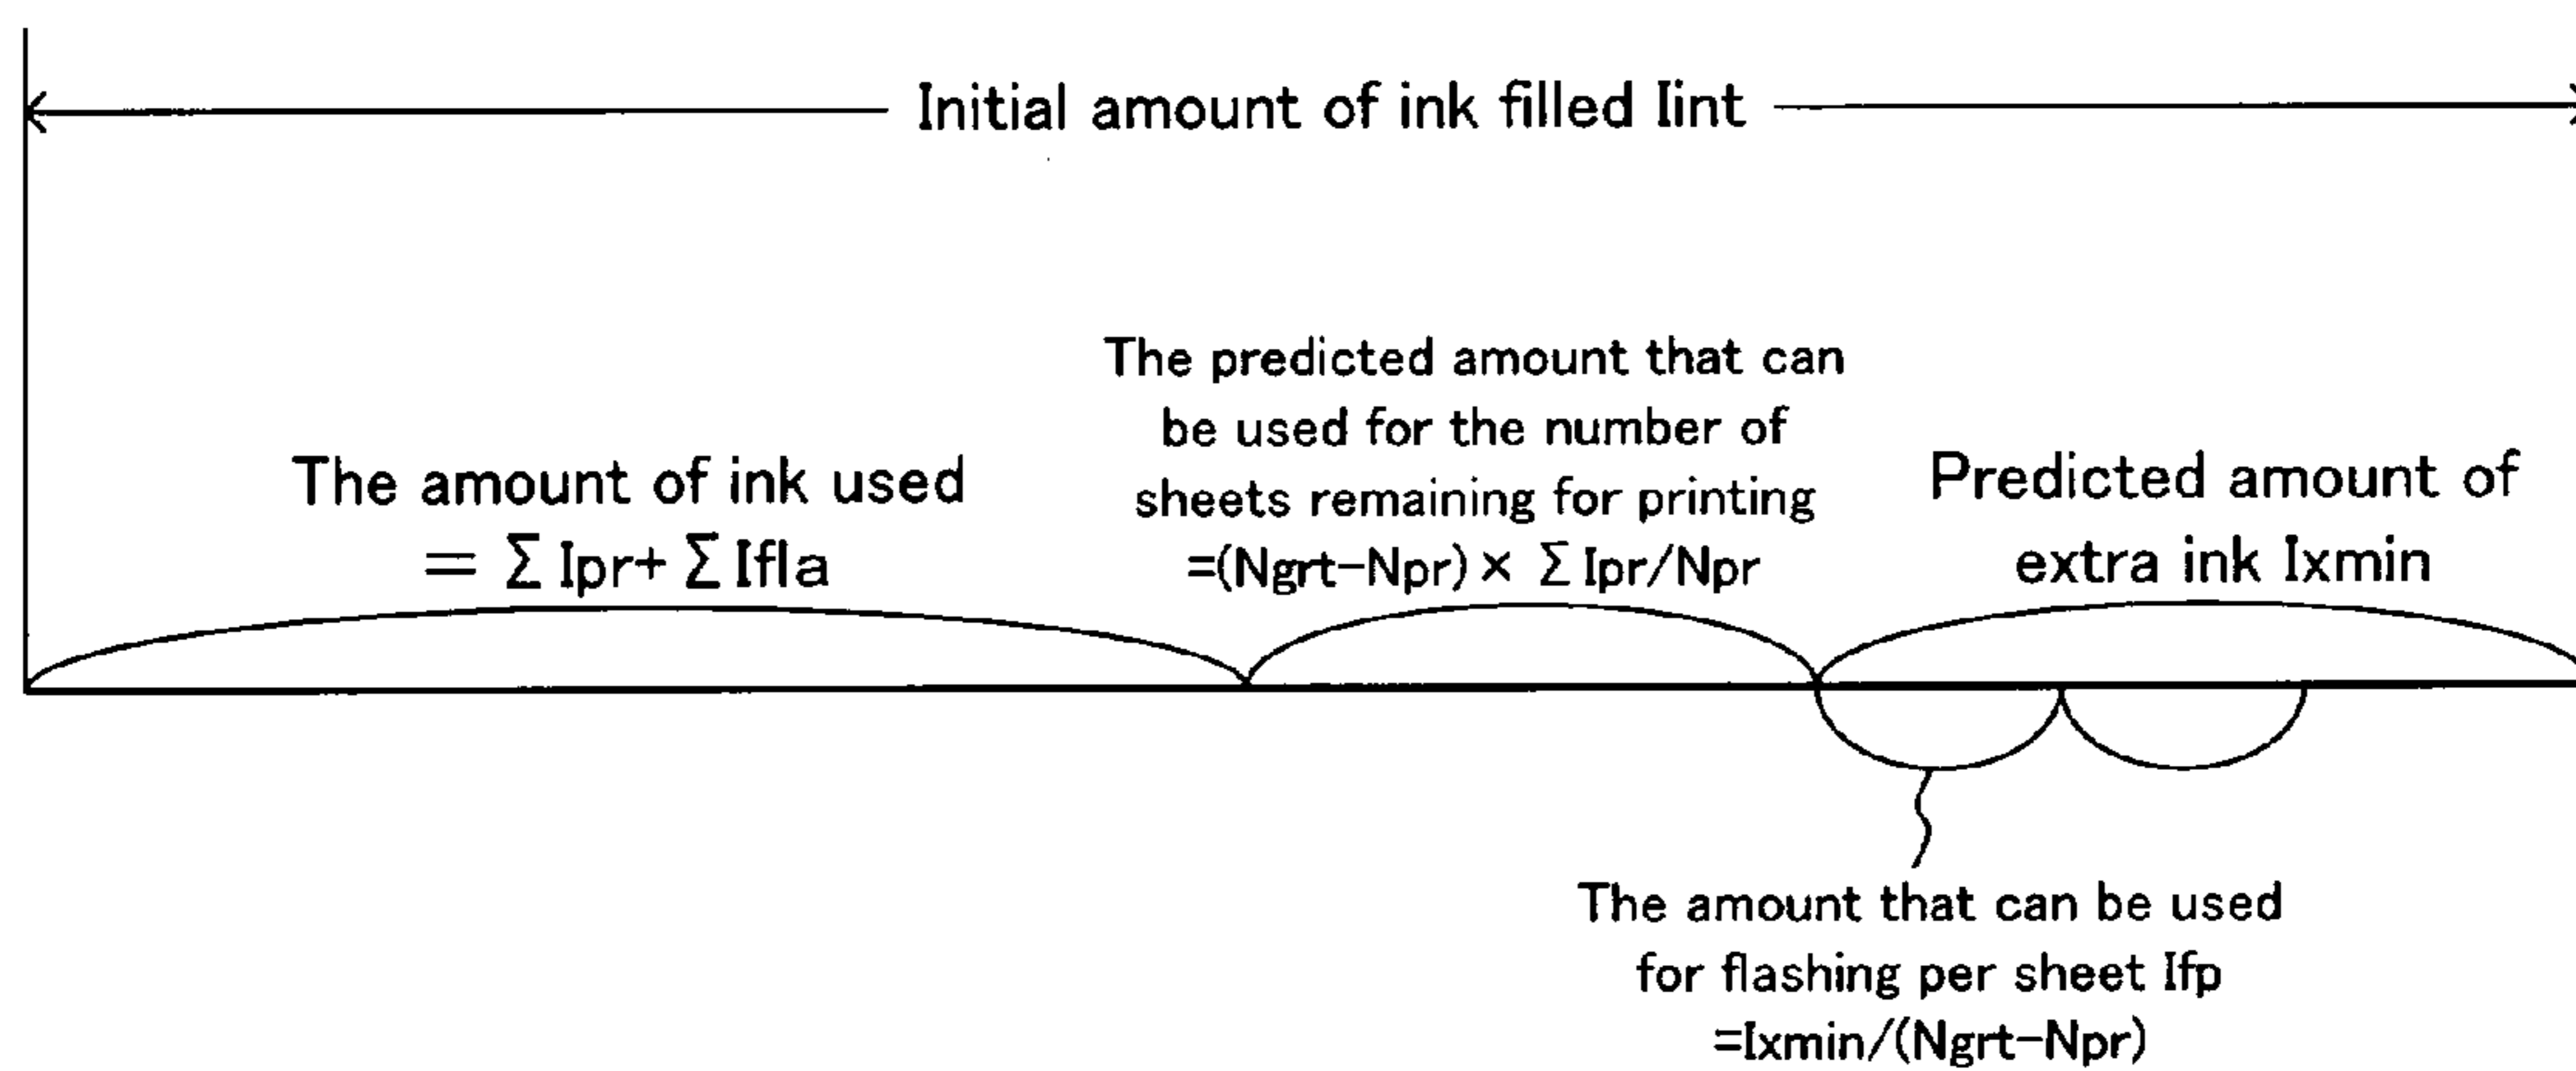 Initial amount of ink filled Iint
The amount of ink used
= Σ Ipr+ Σ Ifla
The predicted amount that can
be used for the number of
sheets remaining for printing
=(Ngrt-Npr)× Σ Ipr/Npr
Predicted amount of
extra ink Ixmin
The amount that can be used
for flashing per sheet Ifp
=Ixmin/(Ngrt-Npr)